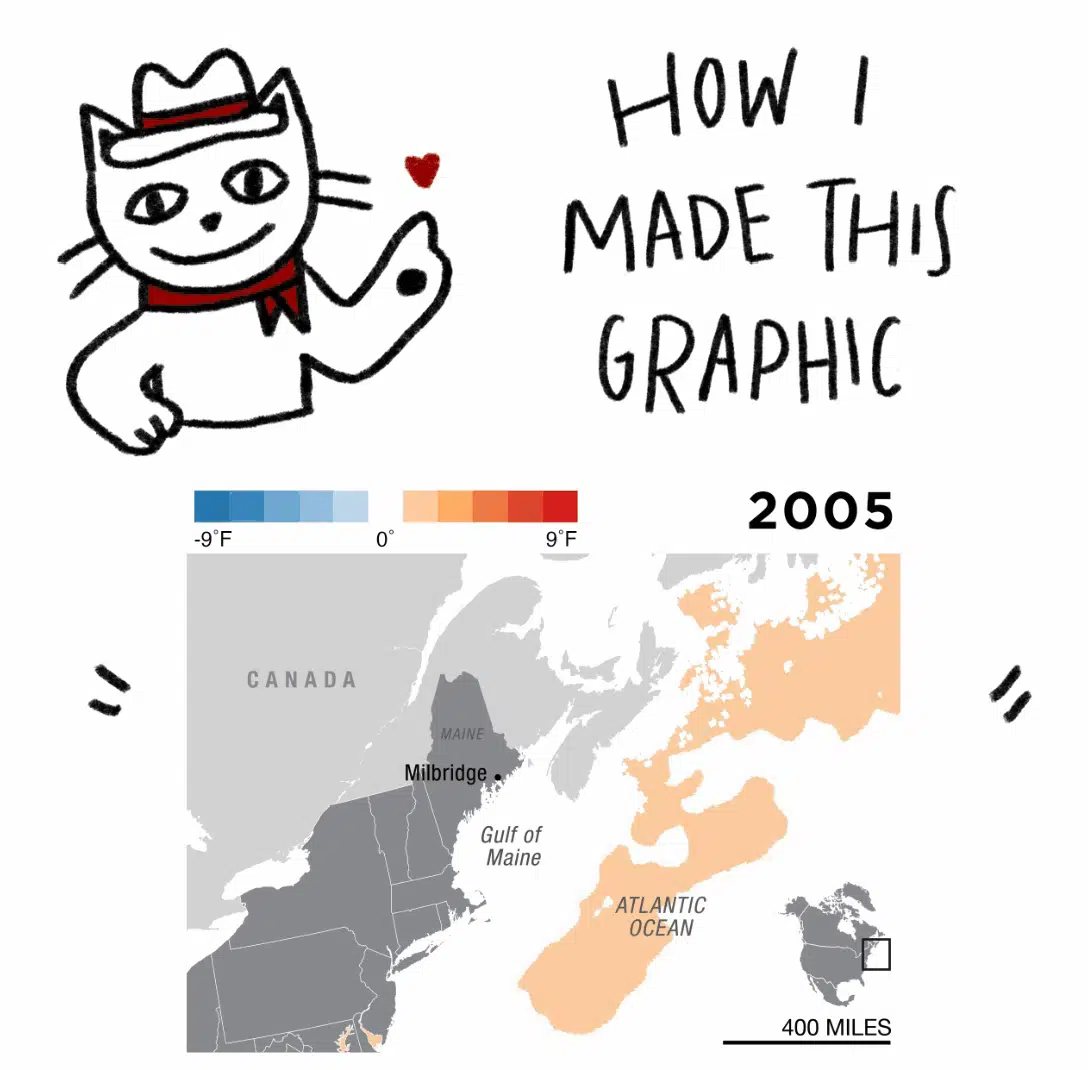 HOW I
MADE THIS
GRAPHIC
-9°F
0°
9°F
2005
CANADA
MAINE
Milbridge
Gulf of
Maine
ATLANTIC
OCEAN
400 MILES